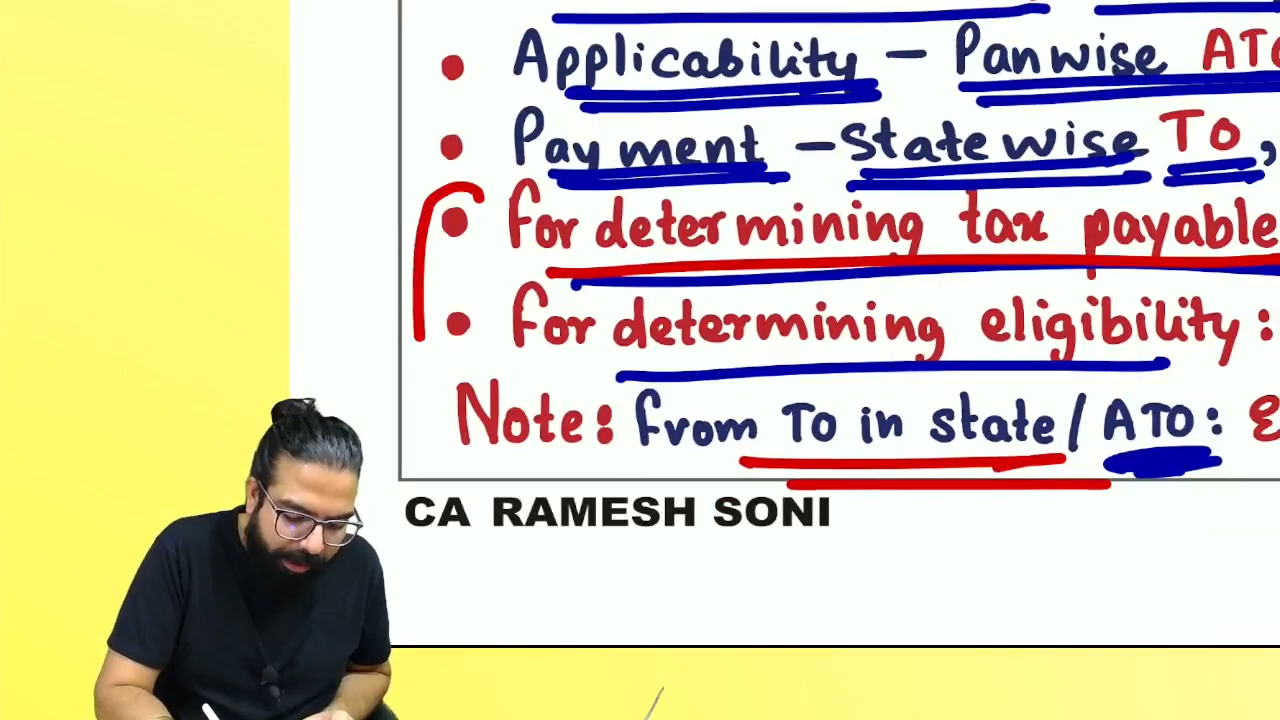 • Applicability – Panwise
• Payment – Statewise TO,
• for determining tax payable
• for determining eligibility :
Note: from TO in state / ATO:
CA RAMESH SONI